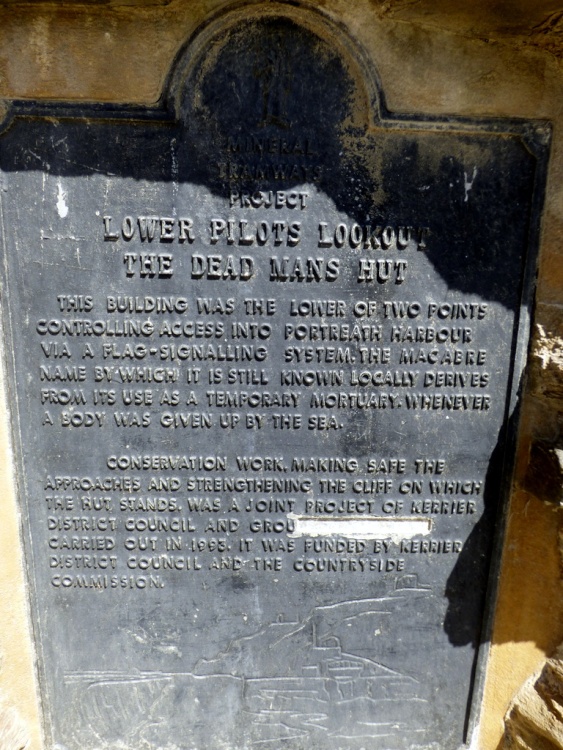 MINERAL
TRAMWAYS
PROJECT
LOWER PILOTS LOOKOUT
THE DEAD MANS HUT
THIS BUILDING WAS THE LOWER OF TWO POINTS
CONTROLLING ACCESS INTO PORTREATH HARBOUR
VIA A FLAG-SIGNALLING SYSTEM. THE MACABRE
NAME BY WHICH IT IS STILL KNOWN LOCALLY DERIVES
FROM ITS USE AS A TEMPORARY MORTUARY. WHENEVER
A BODY WAS GIVEN UP BY THE SEA.
CONSERVATION WORK, MAKING SAFE THE
APPROACHES AND STRENGTHENING THE CLIFF ON WHICH
THE HUT STANDS. WAS A JOINT PROJECT OF KERRIER
DISTRICT COUNCIL AND GROU
CARRIED OUT IN 1993. IT WAS FUNDED BY KERRIER
DISTRICT COUNCIL AND THE COUNTRYSIDE
COMMISSION.